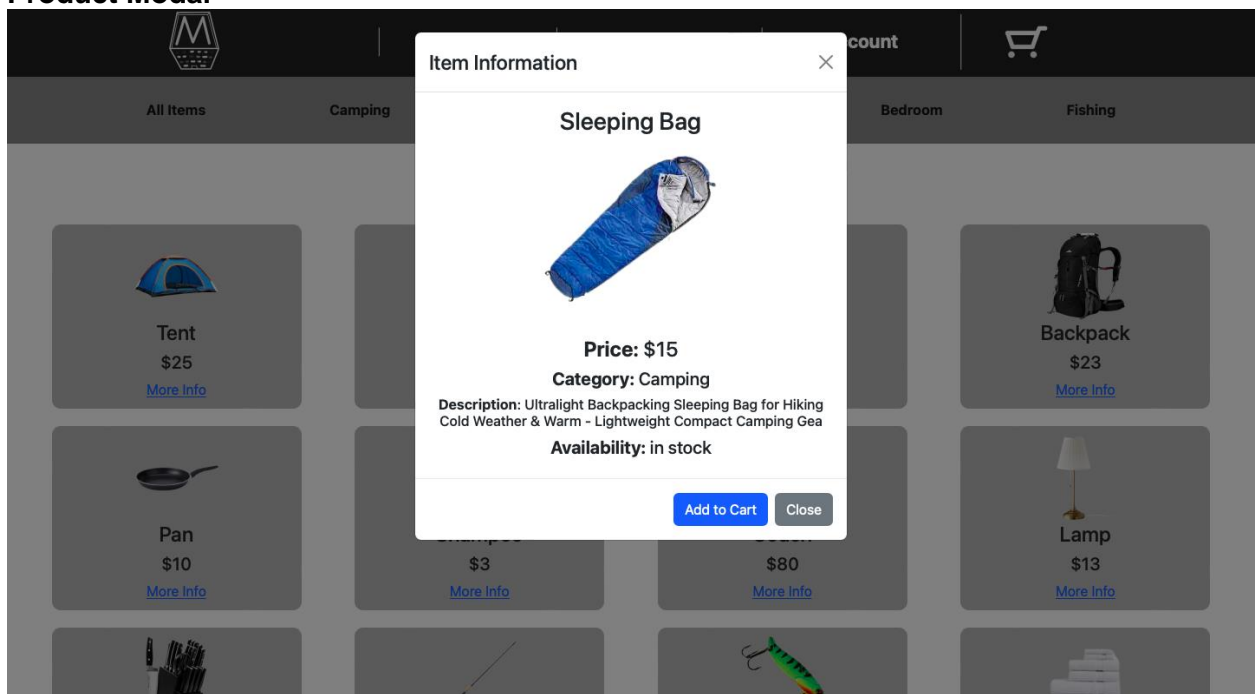 Product Modal
count
Item Information
All Items
Camping
Bedroom
Fishing
Sleeping Bag
Price: $15
Category: Camping
Description: Ultralight Backpacking Sleeping Bag for Hiking
Cold Weather & Warm - Lightweight Compact Camping Gea
Availability: in stock
Add to Cart
Close
Tent
$25
More Info
Backpack
$23
More Info
Pan
$10
More Info
$3
More Info
$80
More Info
Lamp
$13
More Info